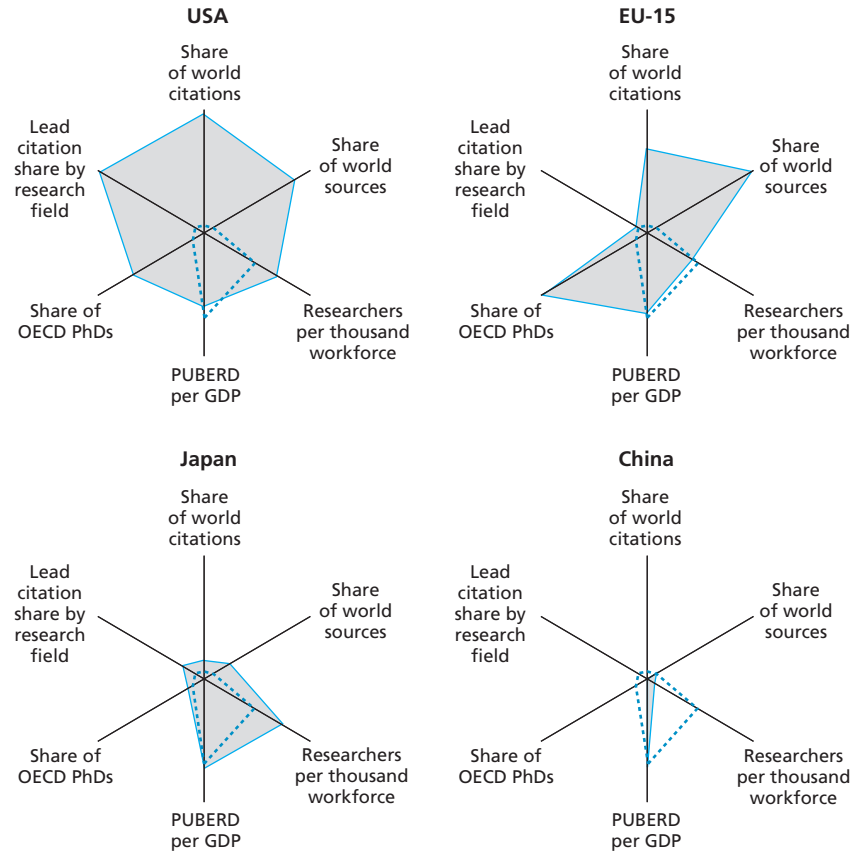 USA
Share
of world
citations
Lead
citation
share by
research
field
Share
of world
sources
Share of
OECD PhDs
Researchers
per thousand
workforce
PUBERD
per GDP
EU-15
Share
of world
citations
Lead
citation
share by
research
field
Share
of world
sources
Share of
OECD PhDs
Researchers
per thousand
workforce
PUBERD
per GDP
Japan
Share
of world
citations
Lead
citation
share by
research
field
Share
of world
sources
Share of
OECD PhDs
Researchers
per thousand
workforce
PUBERD
per GDP
China
Share
of world
citations
Lead
citation
share by
research
field
Share
of world
sources
Share of
OECD PhDs
Researchers
per thousand
workforce
PUBERD
per GDP